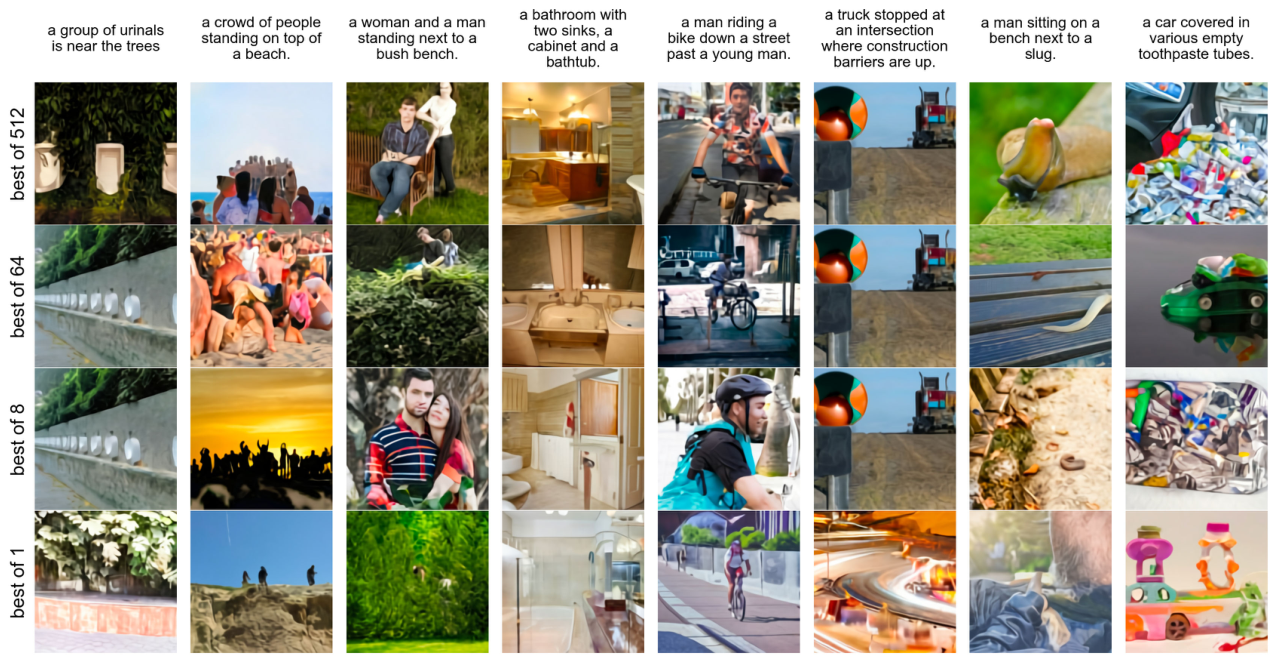 a group of urinals
is near the trees
a crowd of people
standing on top of
a beach.
a woman and a man
standing next to a
bush bench.
a bathroom with
two sinks, a
cabinet and a
bathtub.
a man riding a
bike down a street
past a young man.
a truck stopped at
an intersection
where construction
barriers are up.
a man sitting on a
bench next to a
slug.
a car covered in
various empty
toothpaste tubes.
best of 512
best of 64
best of 8
best of 1